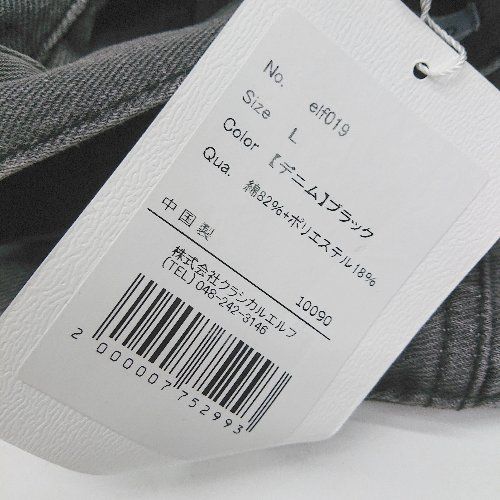 No. elf019
Size L
Color 【デニム】ブラック
Qua. 綿82%+ポリエステル18%
中国製 10090
株式会社クラシカルエルフ
(TEL) 048-242-3146
2 000007 752993